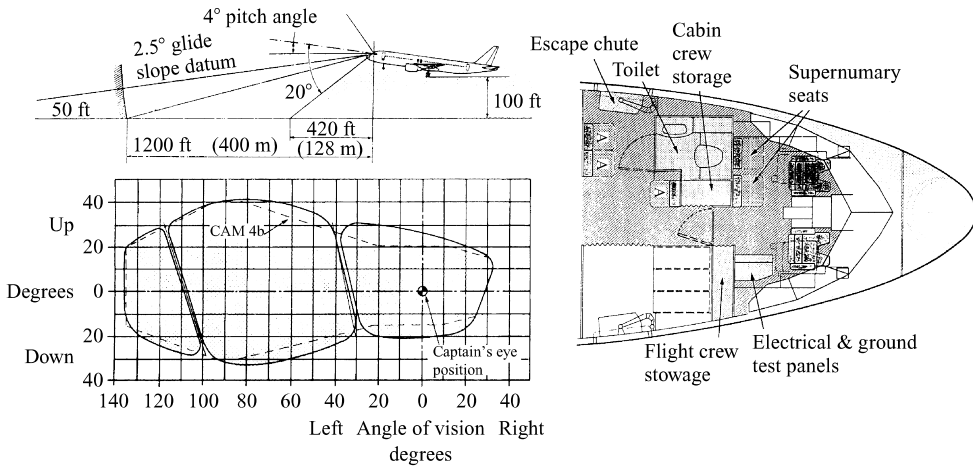 4° pitch angle
2.5° glide
slope datum
20°
50 ft
100 ft
420 ft
(128 m)
1200 ft (400 m)
40
Up
20
Degrees 0
20
Down
40
CAM 4b
Captain's eye
position
140 120 100 80 60 40 20 0 20 40
Left Angle of vision Right
degrees
Escape chute
Toilet
Cabin
crew
storage
Supernumary
seats
A
A
A
Flight crew
stowage
Electrical & ground
test panels